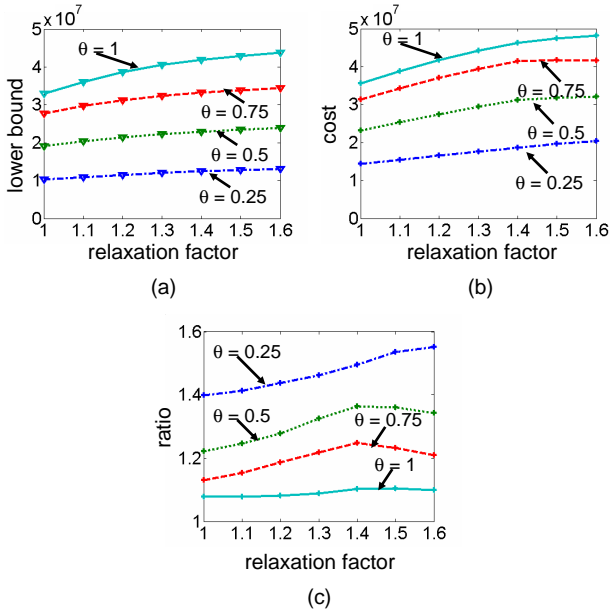 x 10⁷
5
4
3
2
1
0
lower bound
θ = 1
θ = 0.75
θ = 0.5
θ = 0.25
1 1.1 1.2 1.3 1.4 1.5 1.6
relaxation factor
(a)
x 10⁷
5
4
3
2
1
0
cost
θ = 1
θ = 0.75
θ = 0.5
θ = 0.25
1 1.1 1.2 1.3 1.4 1.5 1.6
relaxation factor
(b)
1.6
1.4
1.2
1
ratio
θ = 0.25
θ = 0.5
θ = 0.75
θ = 1
1 1.1 1.2 1.3 1.4 1.5 1.6
relaxation factor
(c)